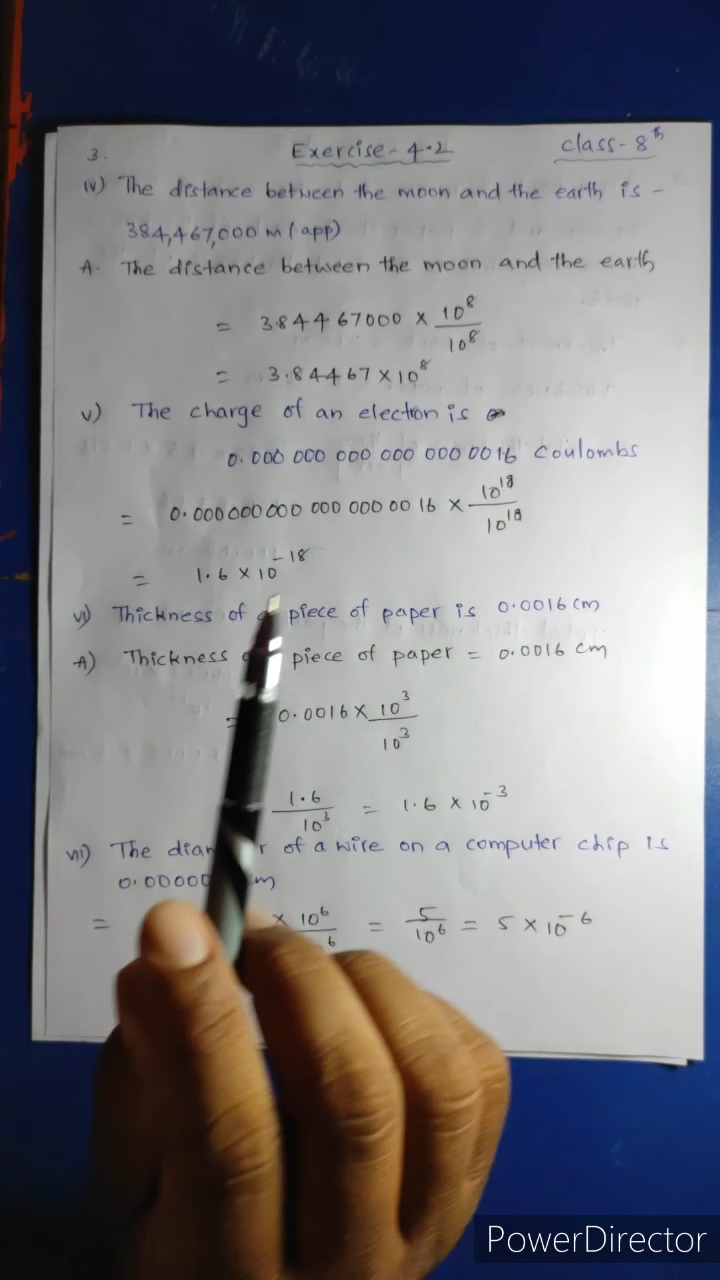 3. Exercise-4.2 class-8th
iv) The distance between the moon and the earth is -
384,467,000 m (app)
A. The distance between the moon and the earth
= 3.844 67000 × 10^8/10^8
= 3.84467 × 10^8
v) The charge of an electron is
0.000 000 000 000 000 0016 Coulombs
= 0.000 000 000 000 000 00 16 × 10^18/10^18
= 1.6 × 10^-18
vi) Thickness of a piece of paper is 0.0016 cm
A) Thickness piece of paper = 0.0016 cm
= 0.0016 × 10^3/10^3
1.6/10^3 = 1.6 × 10^-3
vii) The of a wire on a computer chip is
= × 10^6 = 5/10^6 = 5 × 10^-6
PowerDirector